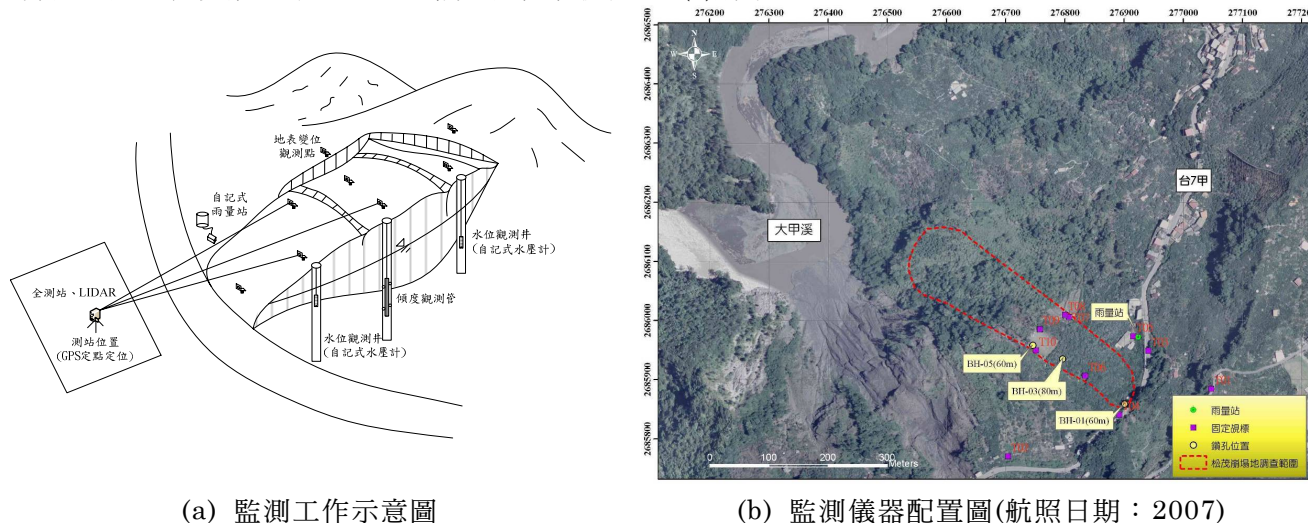 地表變位
觀測點
自記式
雨量站
水位觀測井
(自記式水壓計)
全測站、LIDAR
傾度觀測管
測站位置
(GPS定點定位)
水位觀測井
(自記式水壓計)
(a) 監測工作示意圖
276200 276300 276400 276500 276600 276700 276800 276900 277000 277100
2686500
2686400
2686300
2686200
2686100
2686000
2685900
2685800
N
W E
S
台7甲
大甲溪
雨量站
T10
BH-05(60m)
BH-03(80m)
BH-01(60m)
雨量站
固定規標
鑽孔位置
松茂崩塌地調查範圍
0 100 200 300
Meters
(b) 監測儀器配置圖(航照日期：2007)